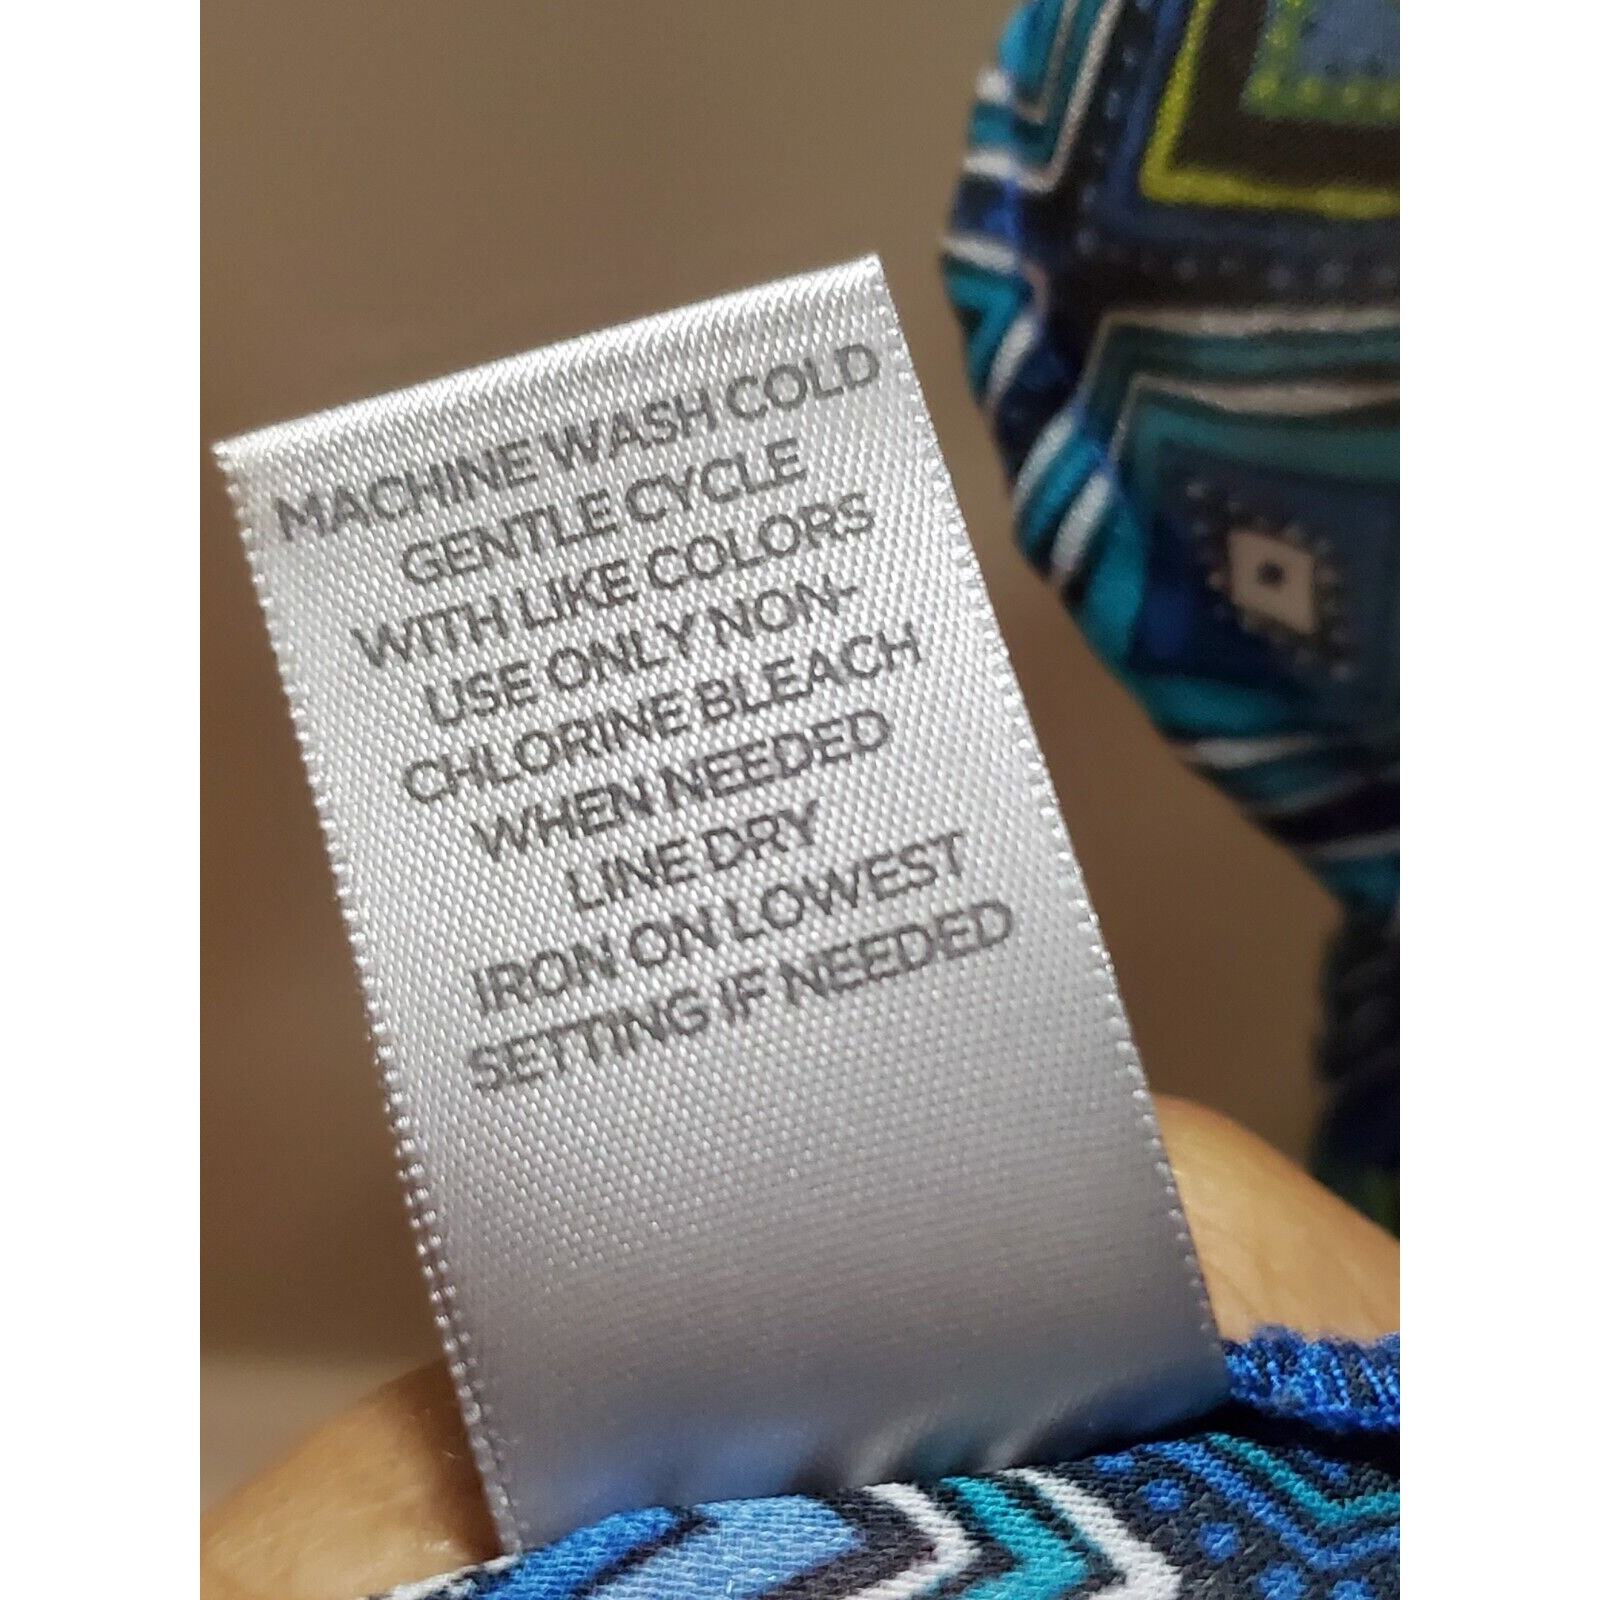 MACHINE WASH COLD
GENTLE CYCLE
WITH LIKE COLORS
USE ONLY NON-
CHLORINE BLEACH
WHEN NEEDED
LINE DRY
IRON ON LOWEST
SETTING IF NEEDED